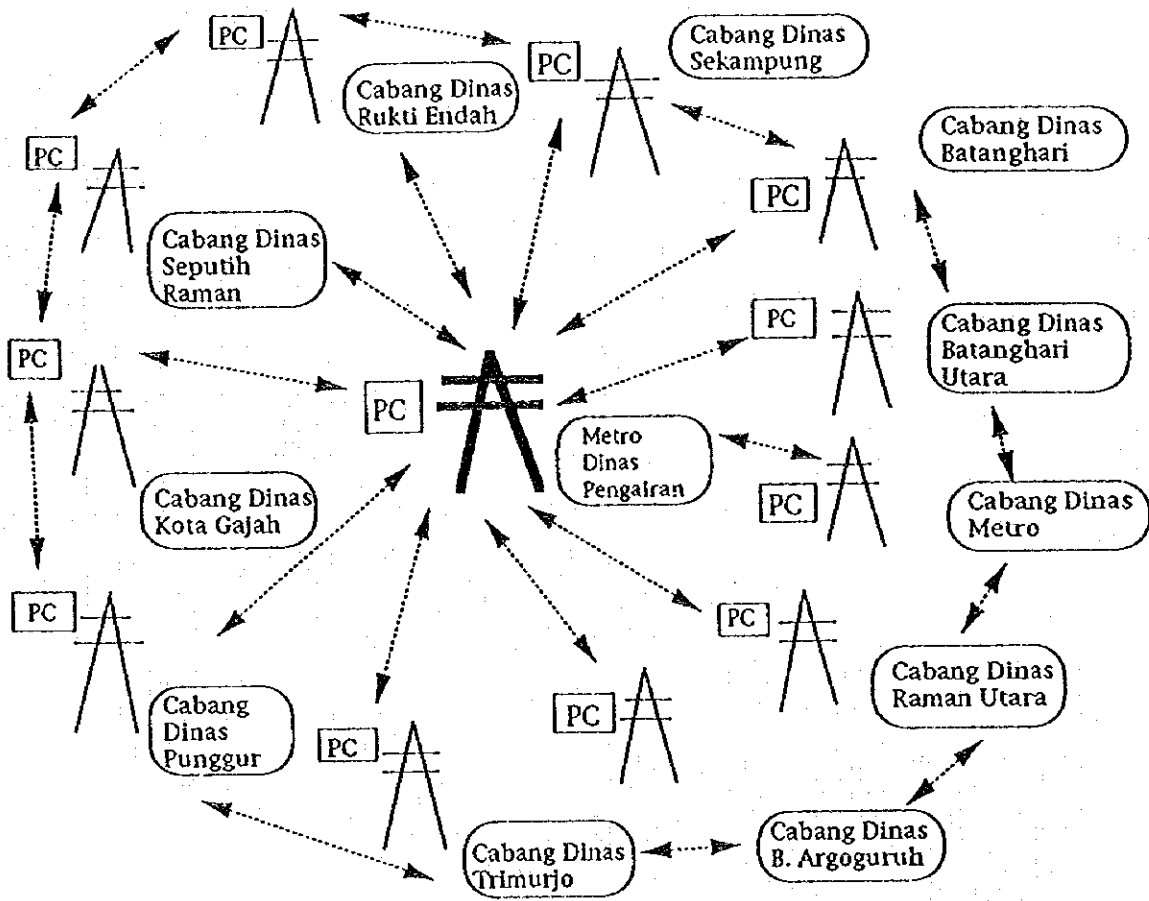 PC
Cabang Dinas
Rukti Endah
PC
Cabang Dinas
Sekampung
PC
Cabang Dinas
Seputih
Raman
PC
Cabang Dinas
Batanghari
PC
Cabang Dinas
Batanghari
Utara
PC
Cabang Dinas
Kota Gajah
PC
Metro
Dinas
Pengairan
PC
Cabang Dinas
Metro
PC
Cabang
Dinas
Punggur
PC
Cabang Dinas
Raman Utara
PC
Cabang Dinas
Trimurjo
PC
Cabang Dinas
B. Argoguruh